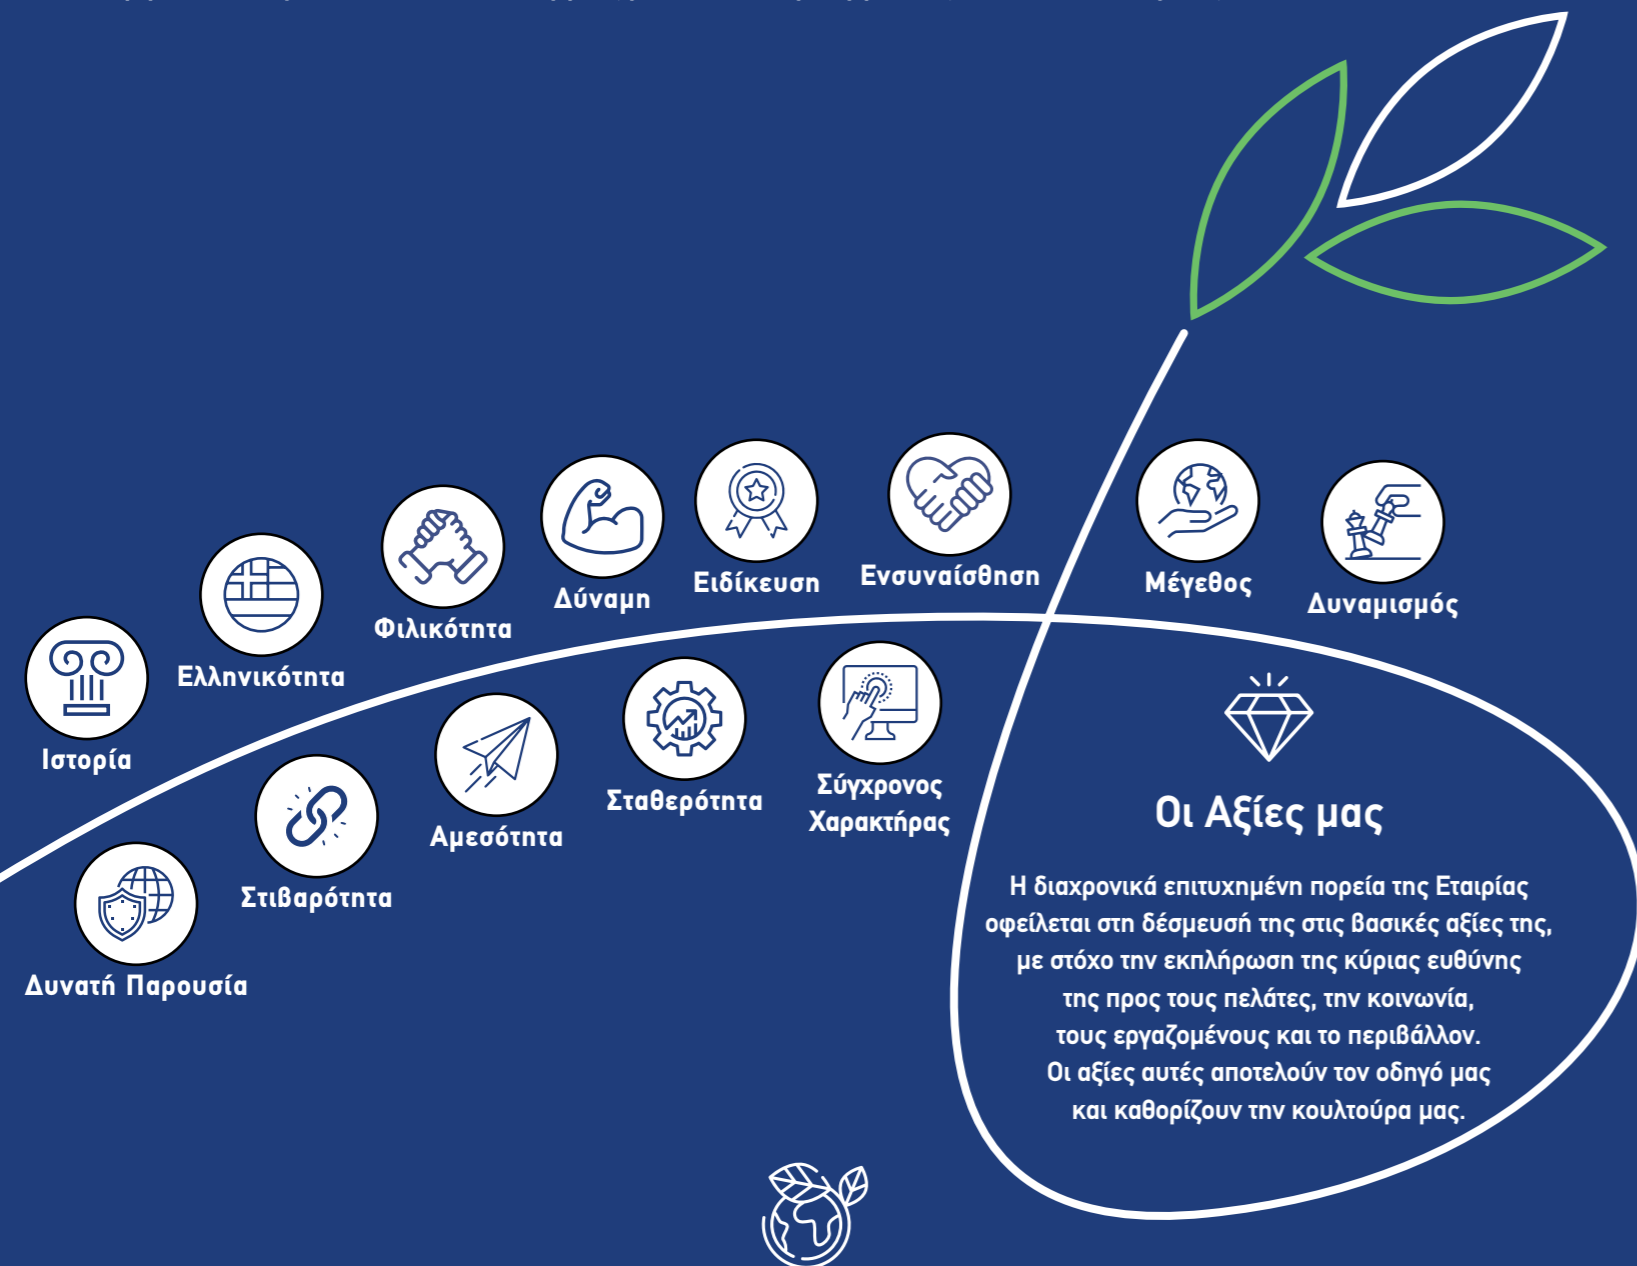 Ιστορία
Ελληνικότητα
Φιλικότητα
Δύναμη
Ειδίκευση
Ενσυναίσθηση
Μέγεθος
Δυναμισμός
Δυνατή Παρουσία
Στιβαρότητα
Αμεσότητα
Σταθερότητα
Σύγχρονος
Χαρακτήρας
Οι Αξίες μας
Η διαχρονικά επιτυχημένη πορεία της Εταιρίας
οφείλεται στη δέσμευσή της στις βασικές αξίες της,
με στόχο την εκπλήρωση της κύριας ευθύνης
της προς τους πελάτες, την κοινωνία,
τους εργαζομένους και το περιβάλλον.
Οι αξίες αυτές αποτελούν τον οδηγό μας
και καθορίζουν την κουλτούρα μας.